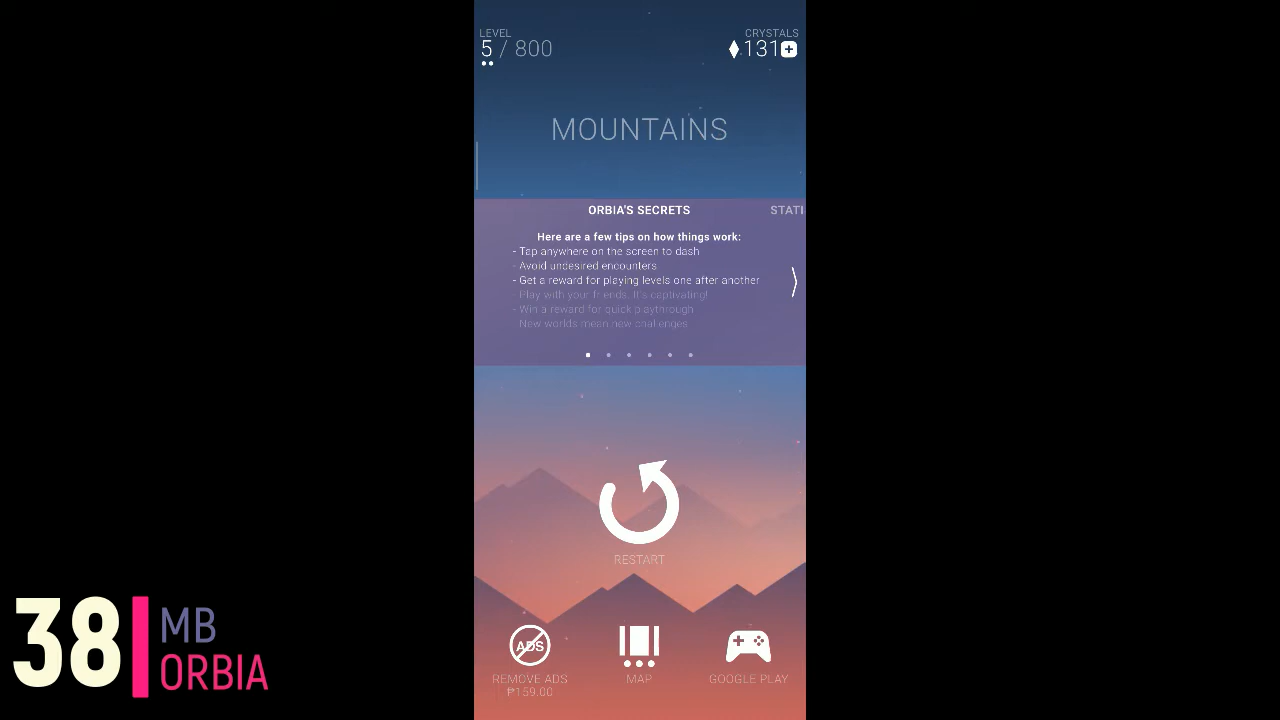 LEVEL
5 / 800
CRYSTALS
131
MOUNTAINS
ORBIA'S SECRETS
STATI
Here are a few tips on how things work:
- Tap anywhere on the screen to dash
- Avoid undesired encounters
- Get a reward for playing levels one after another
- Play with your friends. It's captivating!
- Win a reward for quick playthrough
New worlds mean new challenges
RESTART
ADS
REMOVE ADS
₱159.00
MAP
GOOGLE PLAY
38 MB
ORBIA